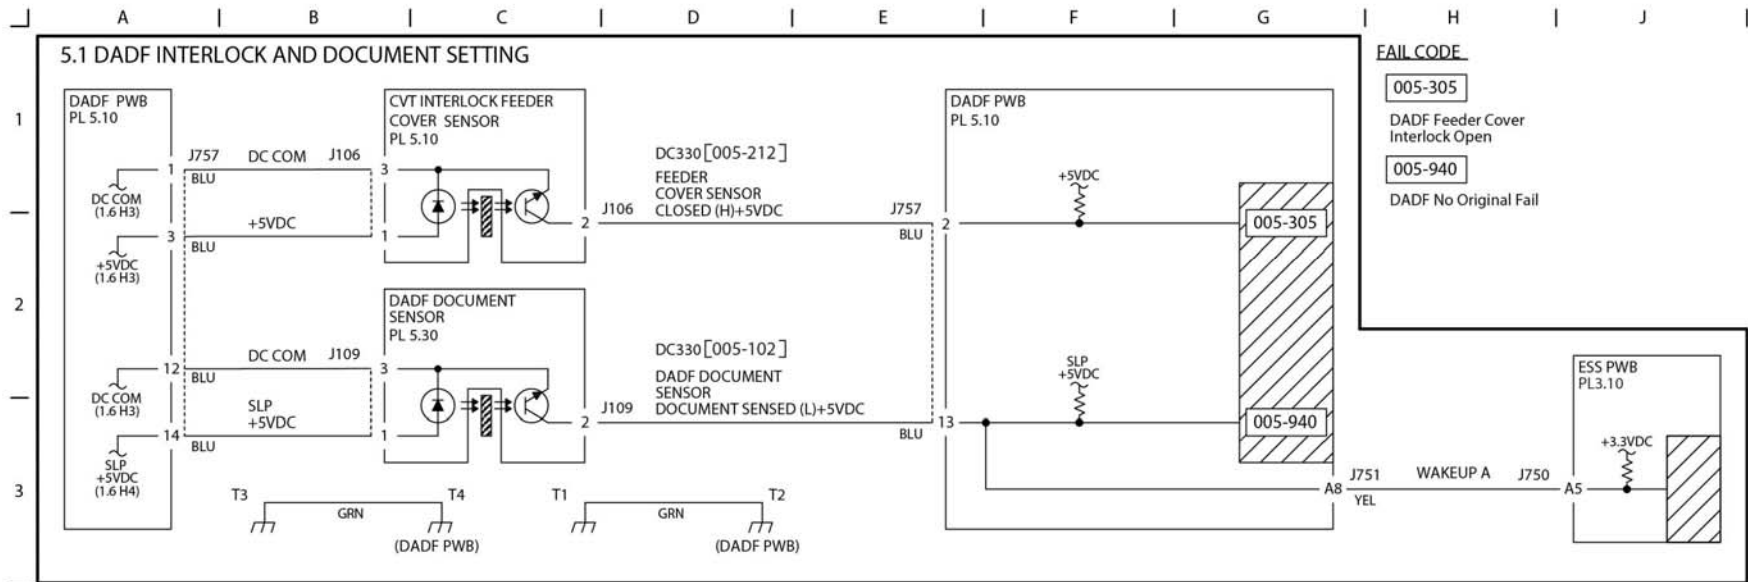 A B C D E F G H J
5.1 DADF INTERLOCK AND DOCUMENT SETTING
FAIL CODE
005-305
DADF Feeder Cover
Interlock Open
005-940
DADF No Original Fail
1
2
3
DADF PWB
PL 5.10
1
DC COM
(1.6 H3)
3
+5VDC
(1.6 H3)
12
DC COM
(1.6 H3)
14
SLP
+5VDC
(1.6 H4)
J757 DC COM J106
BLU
+5VDC
BLU
DC COM J109
BLU
SLP
+5VDC
BLU
CVT INTERLOCK FEEDER
COVER SENSOR
PL 5.10
3
1
2
DADF DOCUMENT
SENSOR
PL 5.30
3
1
2
DC330[005-212]
FEEDER
COVER SENSOR
CLOSED (H)+5VDC
J106
J757
BLU
DC330[005-102]
DADF DOCUMENT
SENSOR
DOCUMENT SENSED (L)+5VDC
J109
BLU
DADF PWB
PL 5.10
2
+5VDC
005-305
13
SLP
+5VDC
005-940
A8
J751 WAKEUP A J750
YEL
ESS PWB
PL3.10
+3.3VDC
A5
T3 T4
GRN
(DADF PWB)
T1 T2
GRN
(DADF PWB)